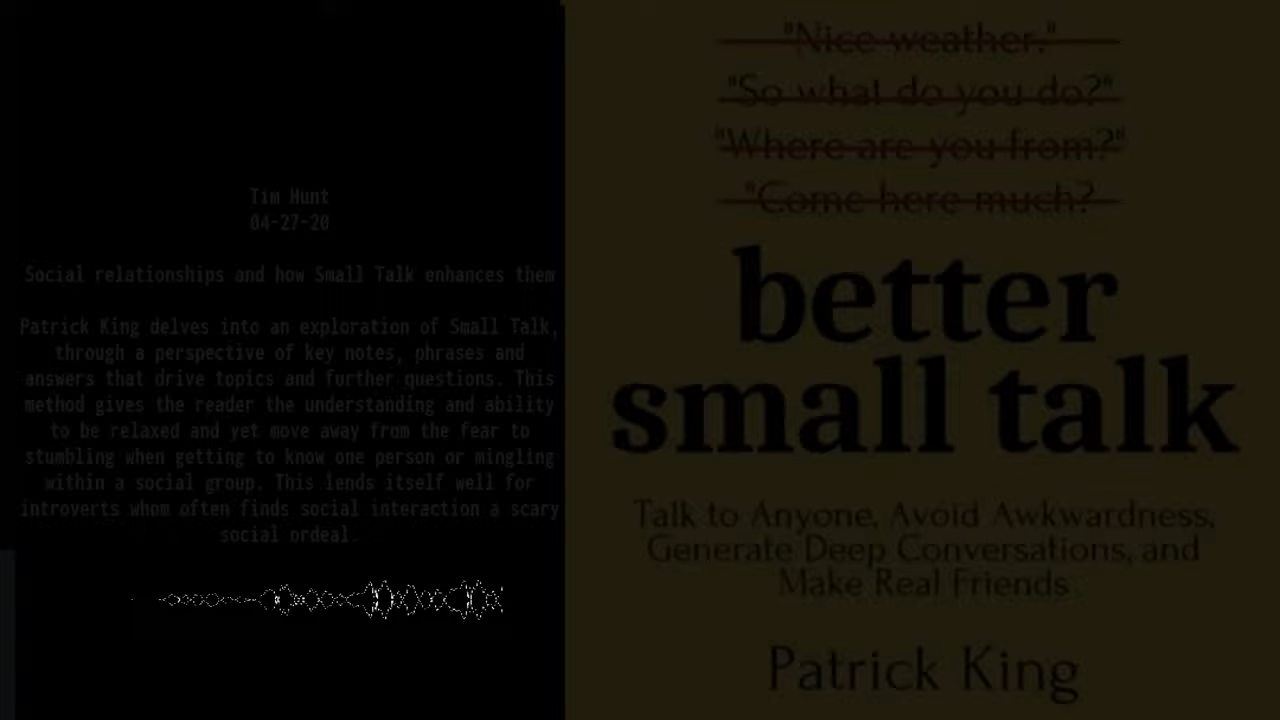 Tim Hunt
04-27-20
Social relationships and how Small Talk enhances them
Patrick King delves into an exploration of Small Talk,
through a perspective of key notes, phrases and
answers that drive topics and further questions. This
method gives the reader the understanding and ability
to be relaxed and yet move away from the fear to
stumbling when getting to know one person or mingling
within a social group. This lends itself well for
introverts whom often finds social interaction a scary
social ordeal.
"Nice weather."
"So what do you do?"
"Where are you from?"
"Come here much?
better
small talk
Talk to Anyone, Avoid Awkwardness,
Generate Deep Conversations, and
Make Real Friends
Patrick King